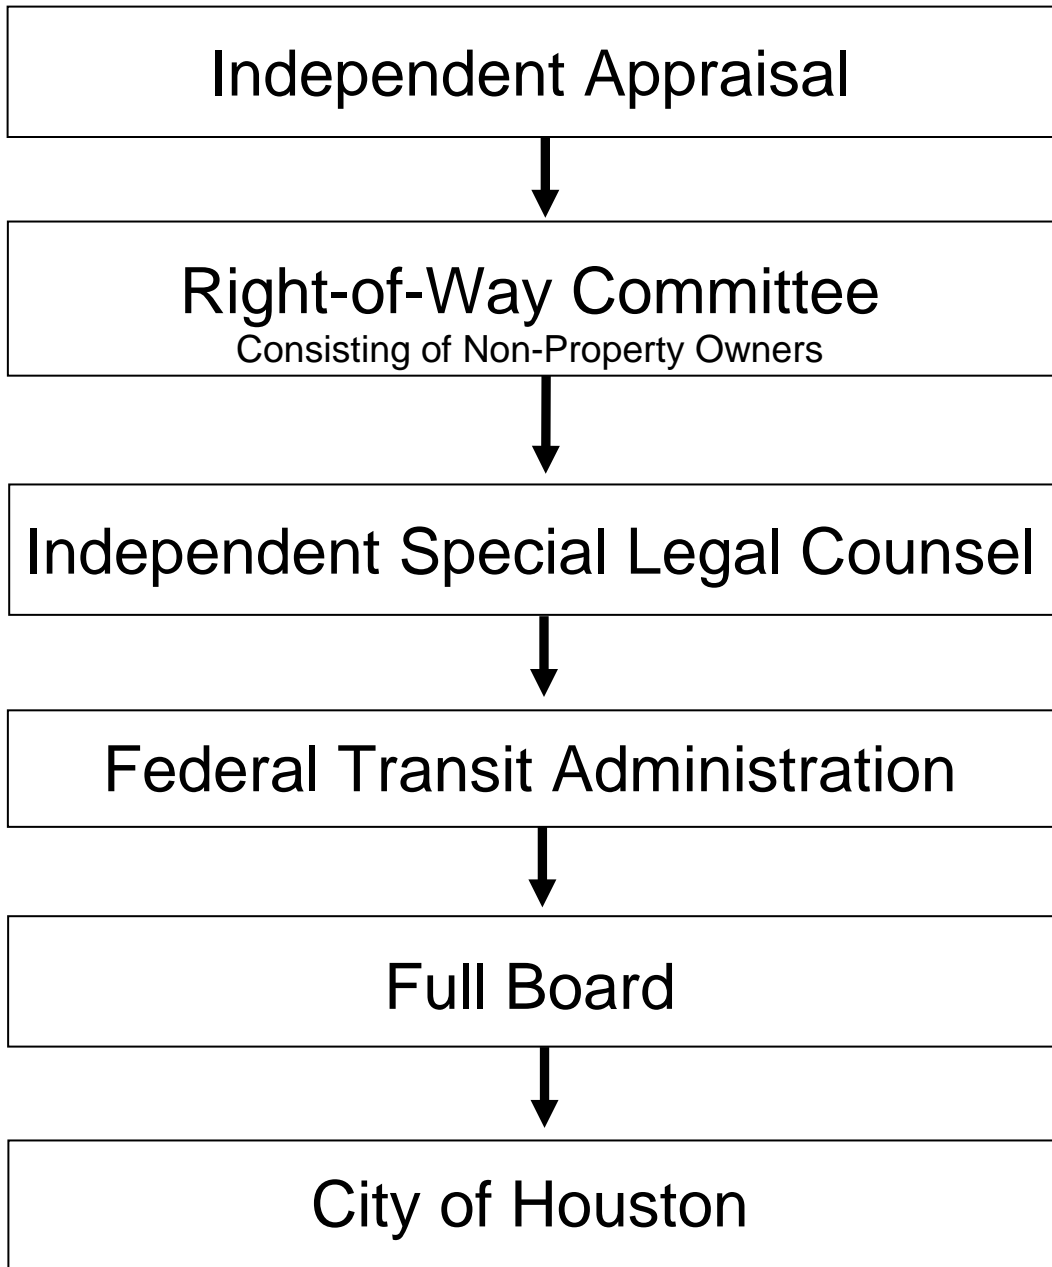 Independent Appraisal
Right-of-Way Committee
Consisting of Non-Property Owners
Independent Special Legal Counsel
Federal Transit Administration
Full Board
City of Houston